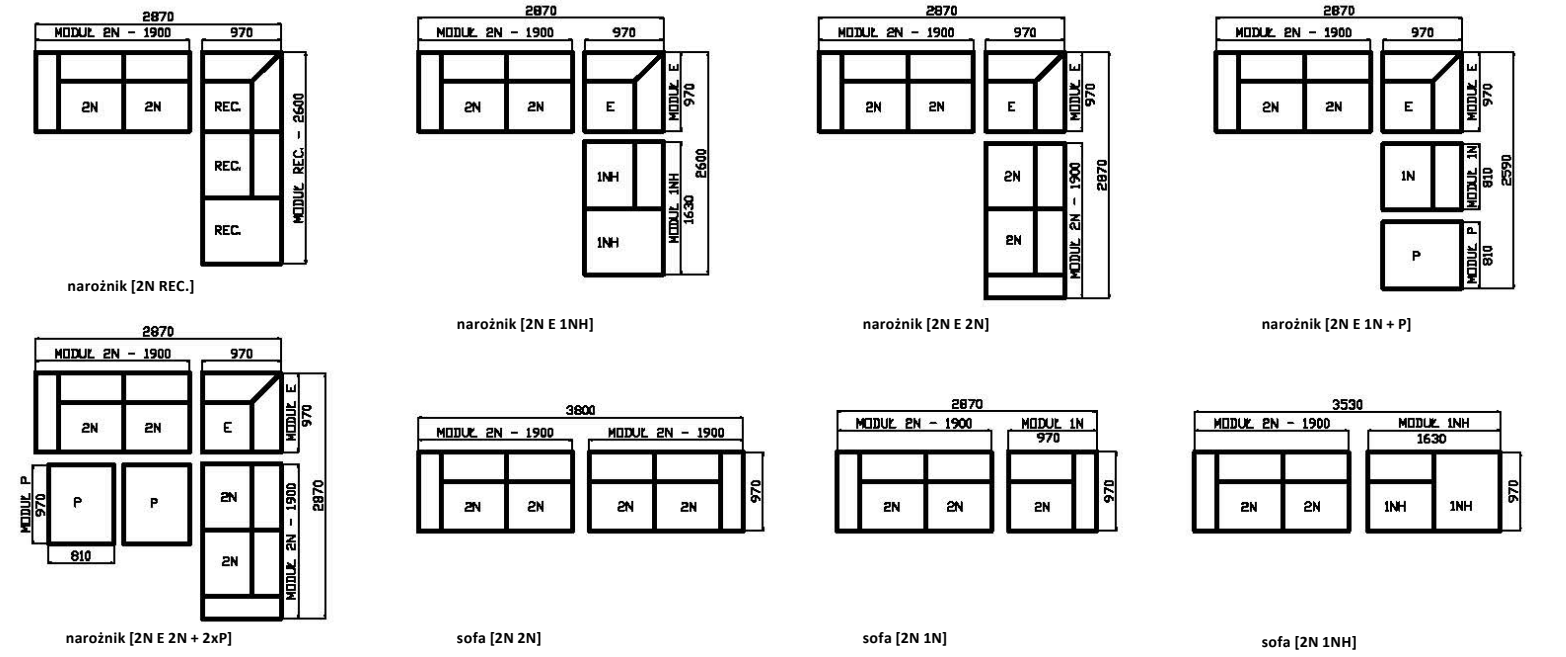 2870
MODUŁ 2N - 1900
970
2N
2N
REC.
REC.
REC.
MODUŁ REC. - 2600
narożnik [2N REC.]
2870
MODUŁ 2N - 1900
970
2N
2N
E
MODUŁ E
970
1NH
1NH
MODUŁ 1NH
1630
2600
narożnik [2N E 1NH]
2870
MODUŁ 2N - 1900
970
2N
2N
E
MODUŁ E
970
2N
2N
MODUŁ 2N - 1900
2870
narożnik [2N E 2N]
2870
MODUŁ 2N - 1900
970
2N
2N
E
MODUŁ E
970
1N
MODUŁ 1N
810
P
MODUŁ P
810
2590
narożnik [2N E 1N + P]
2870
MODUŁ 2N - 1900
970
2N
2N
E
MODUŁ E
970
MODUŁ P
970
P
P
810
2N
2N
MODUŁ 2N - 1900
2870
narożnik [2N E 2N + 2xP]
3800
MODUŁ 2N - 1900
MODUŁ 2N - 1900
2N
2N
2N
2N
970
sofa [2N 2N]
2870
MODUŁ 2N - 1900
MODUŁ 1N
970
2N
2N
2N
970
sofa [2N 1N]
3530
MODUŁ 2N - 1900
MODUŁ 1NH
1630
2N
2N
1NH
1NH
970
sofa [2N 1NH]